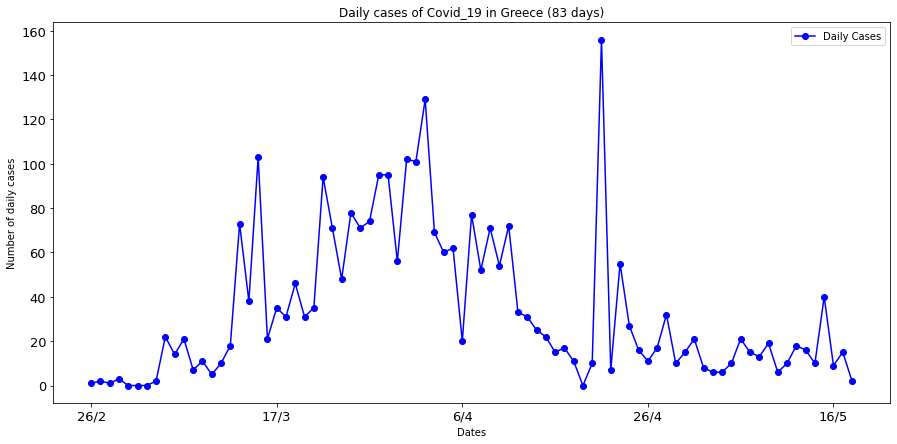 Daily cases of Covid_19 in Greece (83 days)
Daily Cases
Number of daily cases
160
140
120
100
80
60
40
20
0
26/2 17/3 6/4 26/4 16/5
Dates